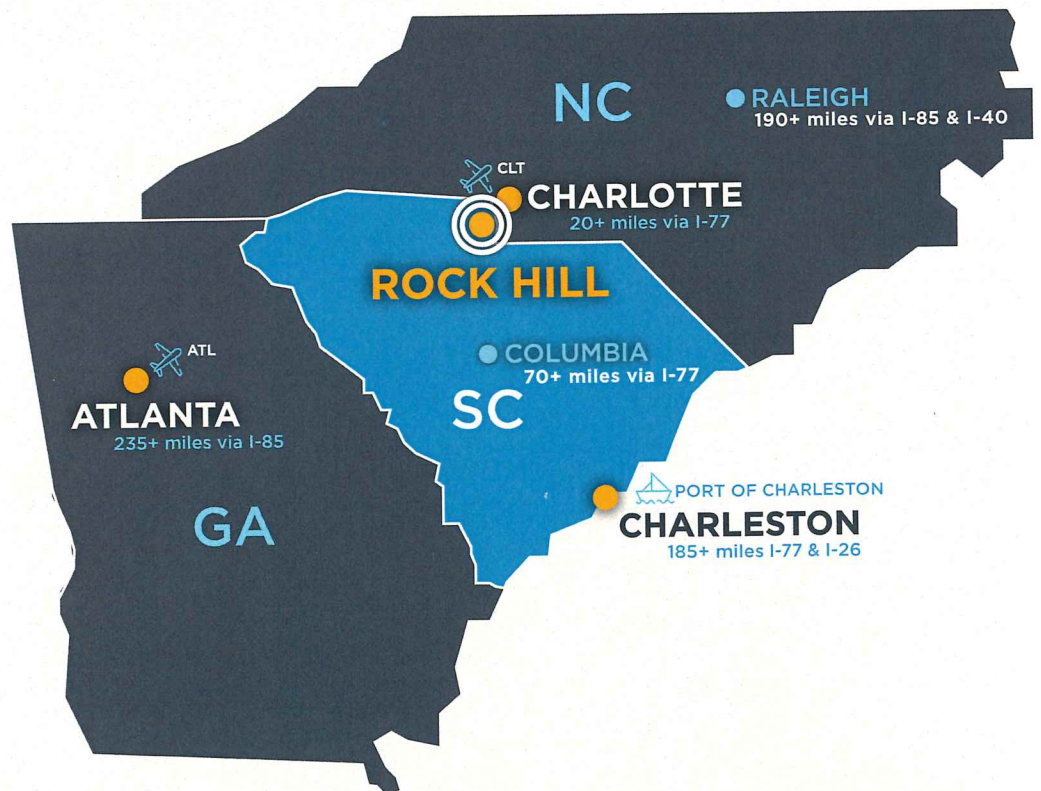 NC
RALEIGH
190+ miles via I-85 & I-40
CLT
CHARLOTTE
20+ miles via I-77
ROCK HILL
ATL
ATLANTA
235+ miles via I-85
COLUMBIA
70+ miles via I-77
SC
PORT OF CHARLESTON
CHARLESTON
185+ miles I-77 & I-26
GA